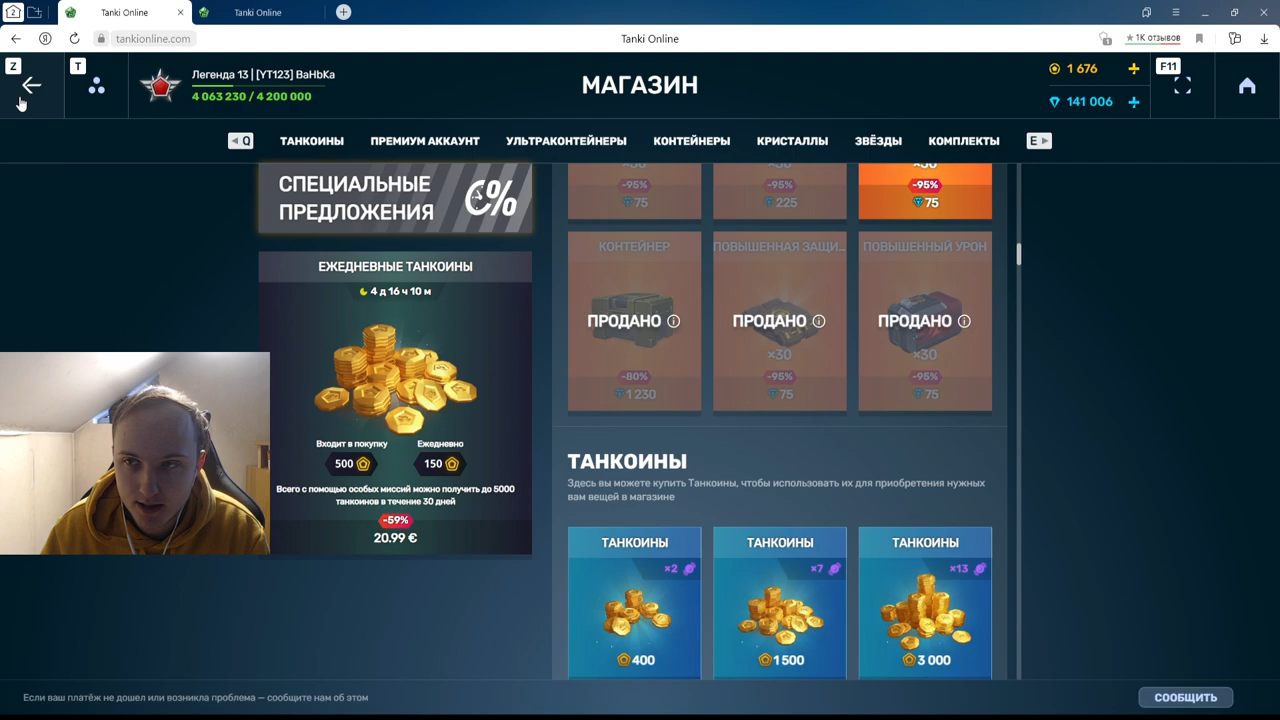 2
Tanki Online
Tanki Online
tankionline.com
Tanki Online
1K отзывов
Z
T
Легенда 13 | [YT123] BaHbKa
4 063 230 / 4 200 000
МАГАЗИН
1 676
141 006
F11
Q
ТАНКОИНЫ
ПРЕМИУМ АККАУНТ
УЛЬТРАКОНТЕЙНЕРЫ
КОНТЕЙНЕРЫ
КРИСТАЛЛЫ
ЗВЁЗДЫ
КОМПЛЕКТЫ
E
СПЕЦИАЛЬНЫЕ
ПРЕДЛОЖЕНИЯ
%
ЕЖЕДНЕВНЫЕ ТАНКОИНЫ
4 д 16 ч 10 м
Входит в покупку
Ежедневно
500
150
Всего с помощью особых миссий можно получить до 5000
танкоинов в течение 30 дней
-59%
20.99 €
-95%
75
-95%
225
-95%
75
КОНТЕЙНЕР
ПРОДАНО
-80%
1 230
ПОВЫШЕННАЯ ЗАЩИ...
ПРОДАНО
×30
-95%
75
ПОВЫШЕННЫЙ УРОН
ПРОДАНО
×30
-95%
75
ТАНКОИНЫ
Здесь вы можете купить Танкоины, чтобы использовать их для приобретения нужных
вам вещей в магазине
ТАНКОИНЫ
×2
400
ТАНКОИНЫ
×7
1 500
ТАНКОИНЫ
×13
3 000
Если ваш платёж не дошел или возникла проблема — сообщите нам об этом
СООБЩИТЬ